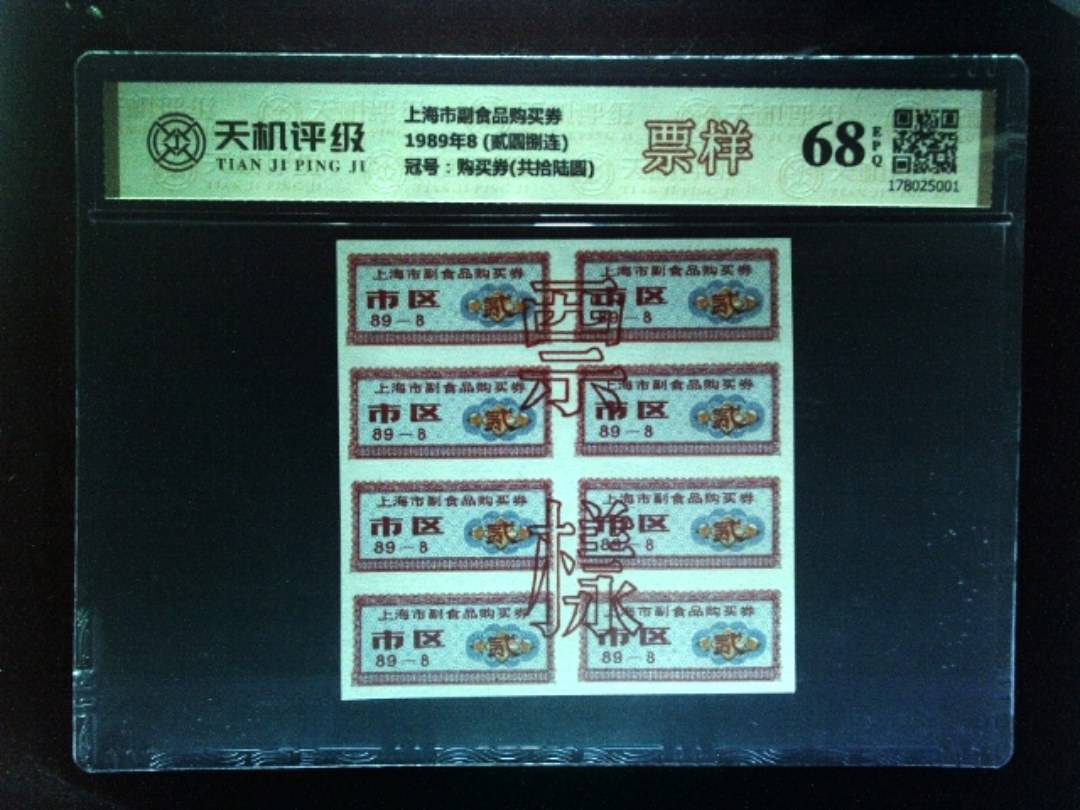 天机评级
TIAN JI PING JI
上海市副食品购买券
1989年8 (贰圆捌连)
冠号：购买券(共拾陆圆)
票样
68
EPQ
178025001
上海市副食品购买券
市区
贰
89－8
上海市副食品购买券
市区
贰
89－8
上海市副食品购买券
市区
贰
89－8
上海市副食品购买券
市区
贰
89－8
上海市副食品购买券
市区
贰
89－8
上海市副食品购买券
市区
贰
89－8
上海市副食品购买券
市区
贰
89－8
上海市副食品购买券
市区
贰
89－8
票樣